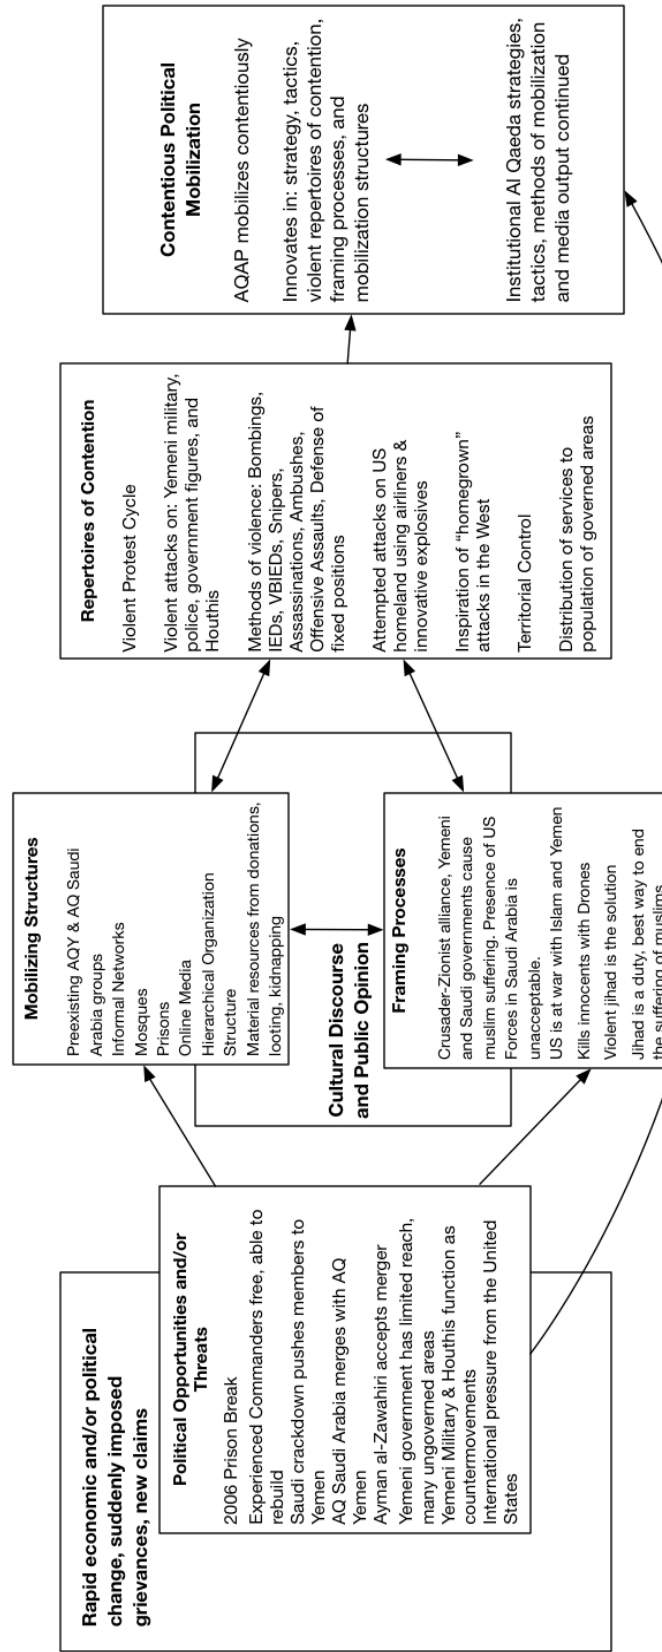 Rapid economic and/or political
change, suddenly imposed
grievances, new claims
Political Opportunities and/or
Threats
2006 Prison Break
Experienced Commanders free, able to
rebuild
Saudi crackdown pushes members to
Yemen
AQ Saudi Arabia merges with AQ
Yemen
Ayman al-Zawahiri accepts merger
Yemeni government has limited reach,
many ungoverned areas
Yemeni Military & Houthis function as
countermovements
International pressure from the United
States
Mobilizing Structures
Preexisting AQY & AQ Saudi
Arabia groups
Informal Networks
Mosques
Prisons
Online Media
Hierarchical Organization
Structure
Material resources from donations,
looting, kidnapping
Cultural Discourse
and Public Opinion
Framing Processes
Crusader-Zionist alliance, Yemeni
and Saudi governments cause
muslim suffering. Presence of US
Forces in Saudi Arabia is
unacceptable.
US is at war with Islam and Yemen
Kills innocents with Drones
Violent jihad is the solution
Jihad is a duty, best way to end
the suffering of muslims
Repertoires of Contention
Violent Protest Cycle
Violent attacks on: Yemeni military,
police, government figures, and
Houthis
Methods of violence: Bombings,
IEDs, VBIEDs, Snipers,
Assassinations, Ambushes,
Offensive Assaults, Defense of
fixed positions
Attempted attacks on US
homeland using airliners &
innovative explosives
Inspiration of “homegrown”
attacks in the West
Territorial Control
Distribution of services to
population of governed areas
Contentious Political
Mobilization
AQAP mobilizes contentiously
Innovates in: strategy, tactics,
violent repertoires of contention,
framing processes, and
mobilization structures
Institutional Al Qaeda strategies,
tactics, methods of mobilization
and media output continued